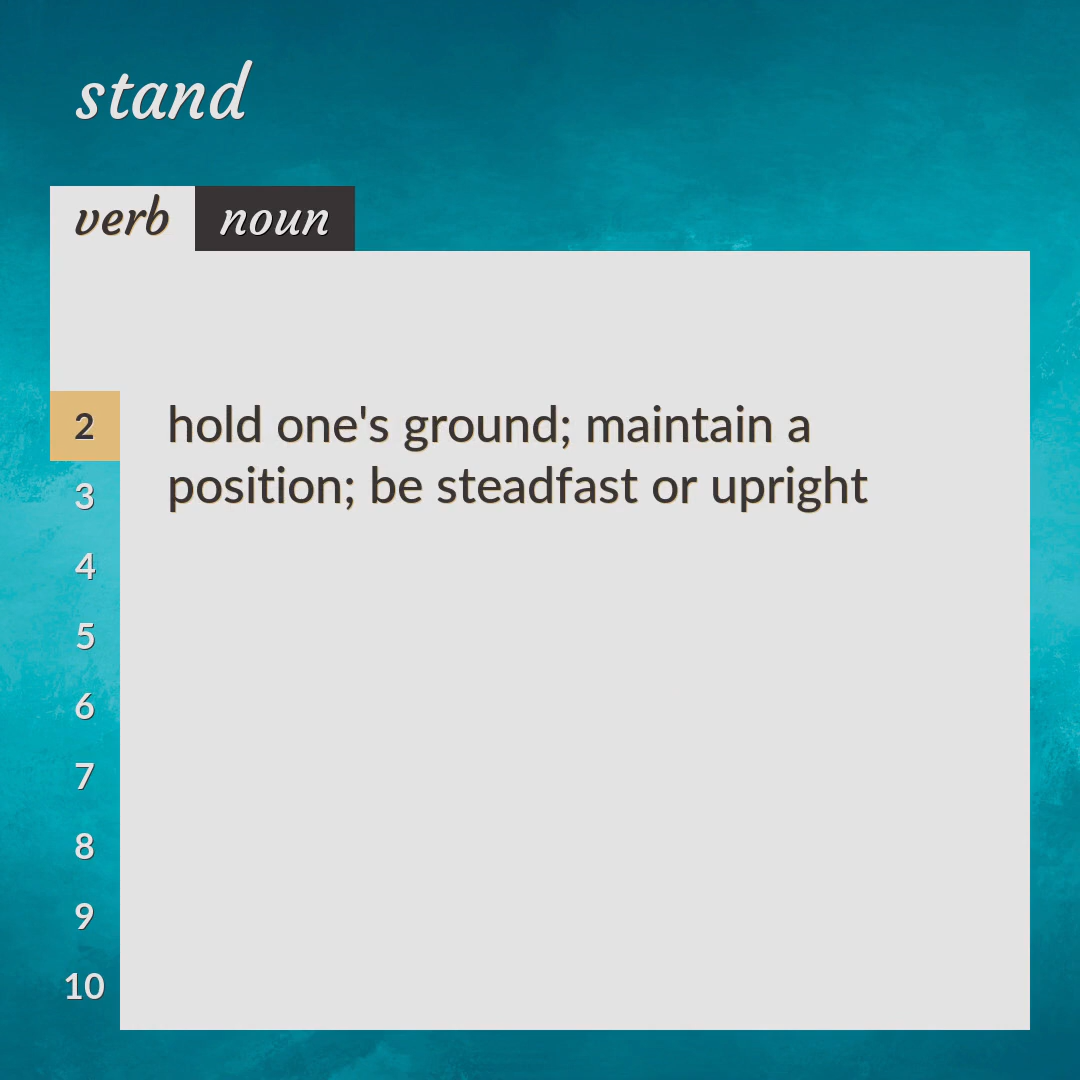 stand
verb noun
2 hold one's ground; maintain a
position; be steadfast or upright
3
4
5
6
7
8
9
10